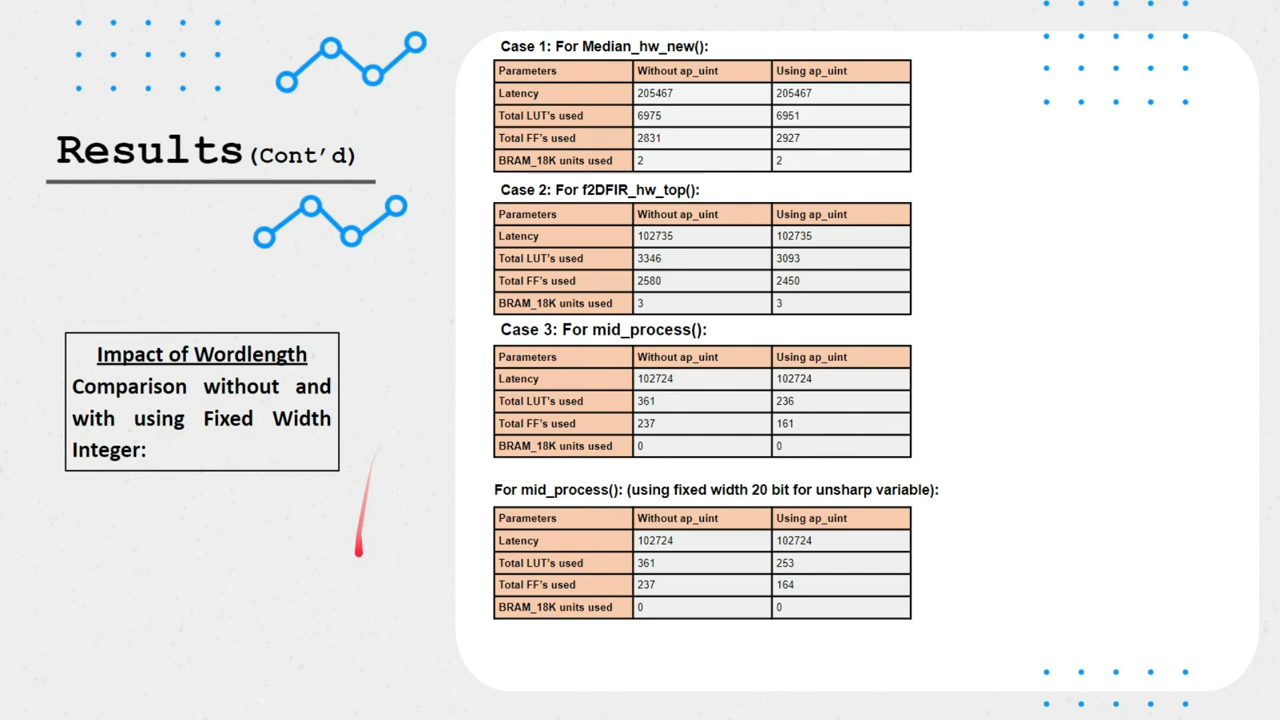 Results (Cont'd)
Impact of Wordlength
Comparison without and
with using Fixed Width
Integer:
Case 1: For Median_hw_new():
Parameters Without ap_uint Using ap_uint
Latency 205467 205467
Total LUT's used 6975 6951
Total FF's used 2831 2927
BRAM_18K units used 2 2
Case 2: For f2DFIR_hw_top():
Parameters Without ap_uint Using ap_uint
Latency 102735 102735
Total LUT's used 3346 3093
Total FF's used 2580 2450
BRAM_18K units used 3 3
Case 3: For mid_process():
Parameters Without ap_uint Using ap_uint
Latency 102724 102724
Total LUT's used 361 236
Total FF's used 237 161
BRAM_18K units used 0 0
For mid_process(): (using fixed width 20 bit for unsharp variable):
Parameters Without ap_uint Using ap_uint
Latency 102724 102724
Total LUT's used 361 253
Total FF's used 237 164
BRAM_18K units used 0 0